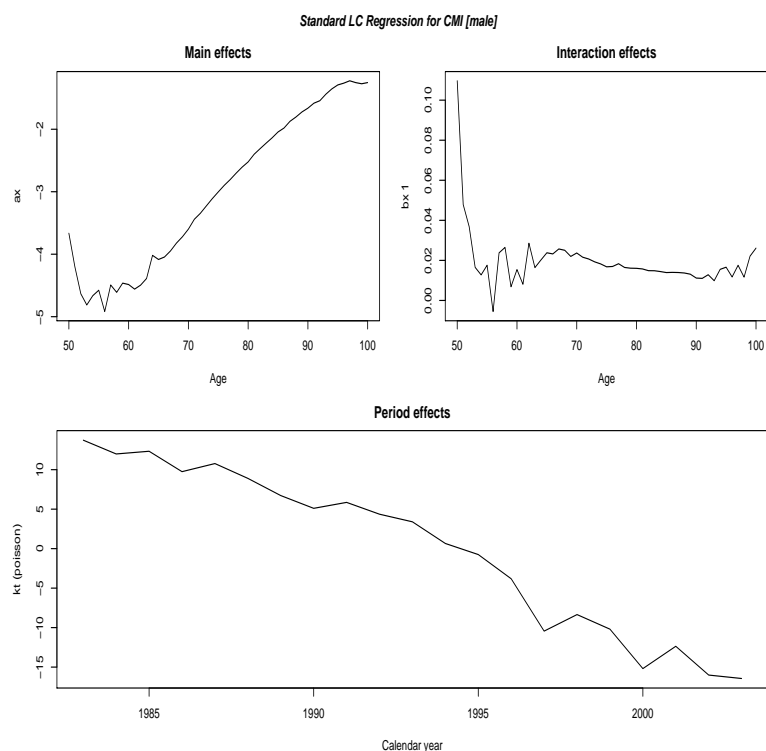 Standard LC Regression for CMI [male]
Main effects
ax
-2
-3
-4
-5
50 60 70 80 90 100
Age
Interaction effects
bx 1
0.10
0.08
0.06
0.04
0.02
0.00
50 60 70 80 90 100
Age
Period effects
kt (poisson)
10
5
0
-5
-10
-15
1985 1990 1995 2000
Calendar year